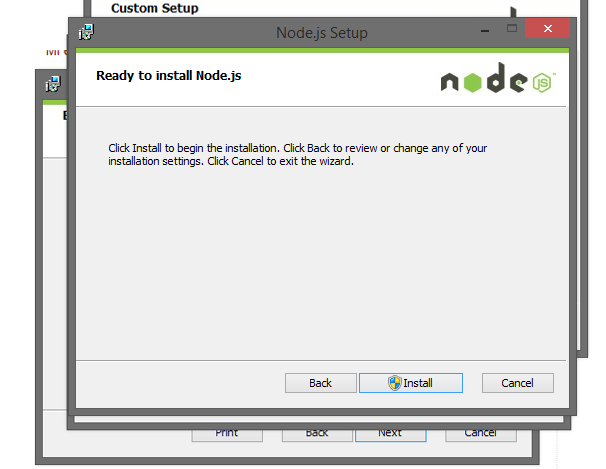 Custom Setup
Node.js Setup
Ready to install Node.js
node
JS
Click Install to begin the installation. Click Back to review or change any of your
installation settings. Click Cancel to exit the wizard.
Back Install Cancel
Print Back Next Cancel